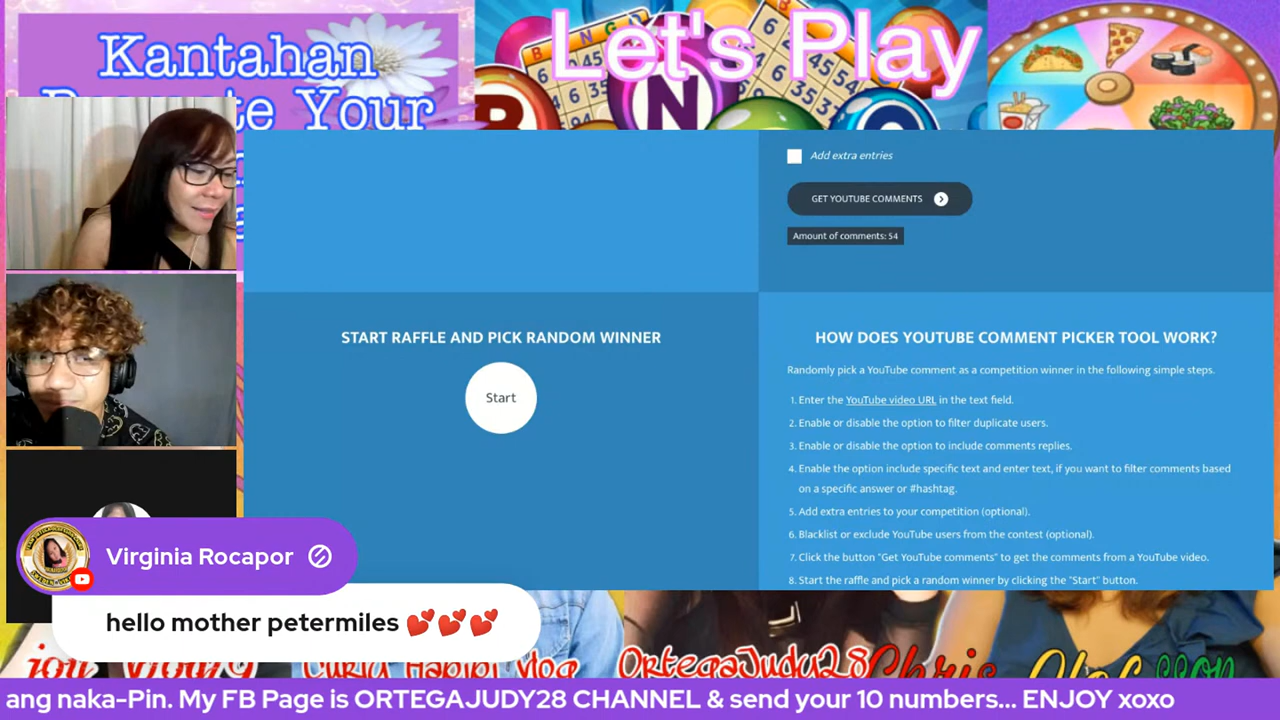 Kantahan
Promote Your
Let's Play
B N O
Add extra entries
GET YOUTUBE COMMENTS
Amount of comments: 54
START RAFFLE AND PICK RANDOM WINNER
Start
HOW DOES YOUTUBE COMMENT PICKER TOOL WORK?
Randomly pick a YouTube comment as a competition winner in the following simple steps.
1. Enter the YouTube video URL in the text field.
2. Enable or disable the option to filter duplicate users.
3. Enable or disable the option to include comments replies.
4. Enable the option include specific text and enter text, if you want to filter comments based
on a specific answer or #hashtag.
5. Add extra entries to your competition (optional).
6. Blacklist or exclude YouTube users from the contest (optional).
7. Click the button "Get YouTube comments" to get the comments from a YouTube video.
8. Start the raffle and pick a random winner by clicking the "Start" button.
Virginia Rocapor
hello mother petermiles 💕💕💕
Curly Habibi Vlog
OrtegaJudy28
Chris
ang naka-Pin. My FB Page is ORTEGAJUDY28 CHANNEL & send your 10 numbers... ENJOY xoxo